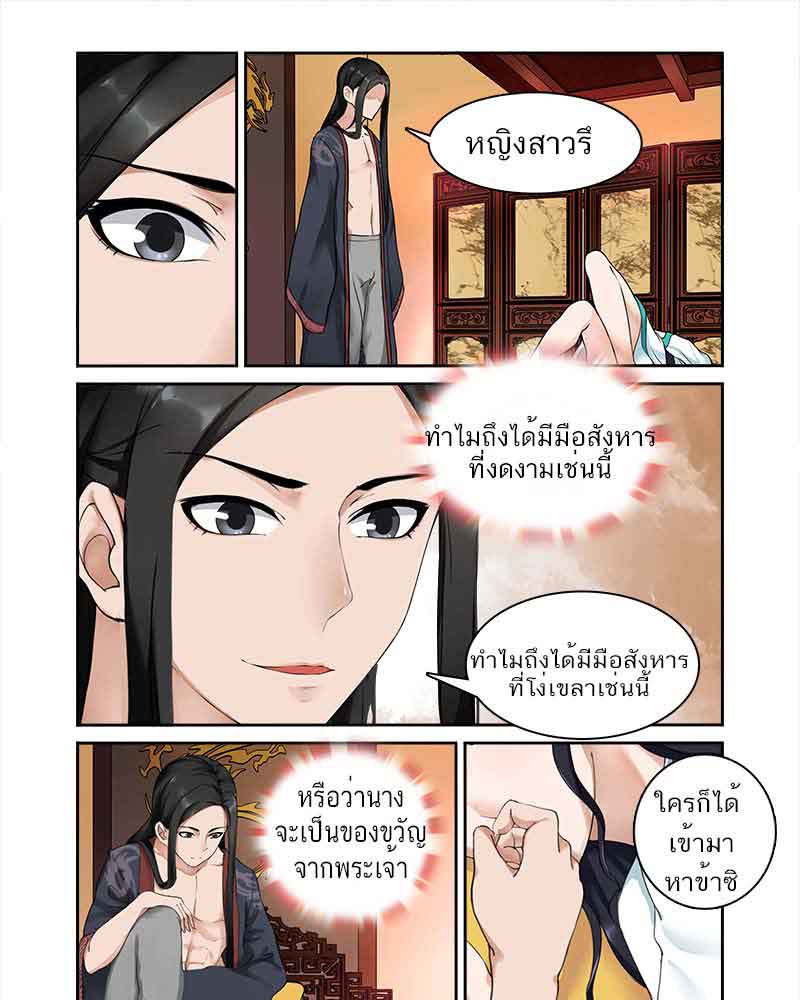 หญิงสาวรึ
ทำไมถึงได้มีมือสังหาร
ที่งดงามเช่นนี้
ทำไมถึงได้มีมือสังหาร
ที่โง่เขลาเช่นนี้
หรือว่านาง
จะเป็นของขวัญ
จากพระเจ้า
ใครก็ได้
เข้ามา
หาข้าซิ